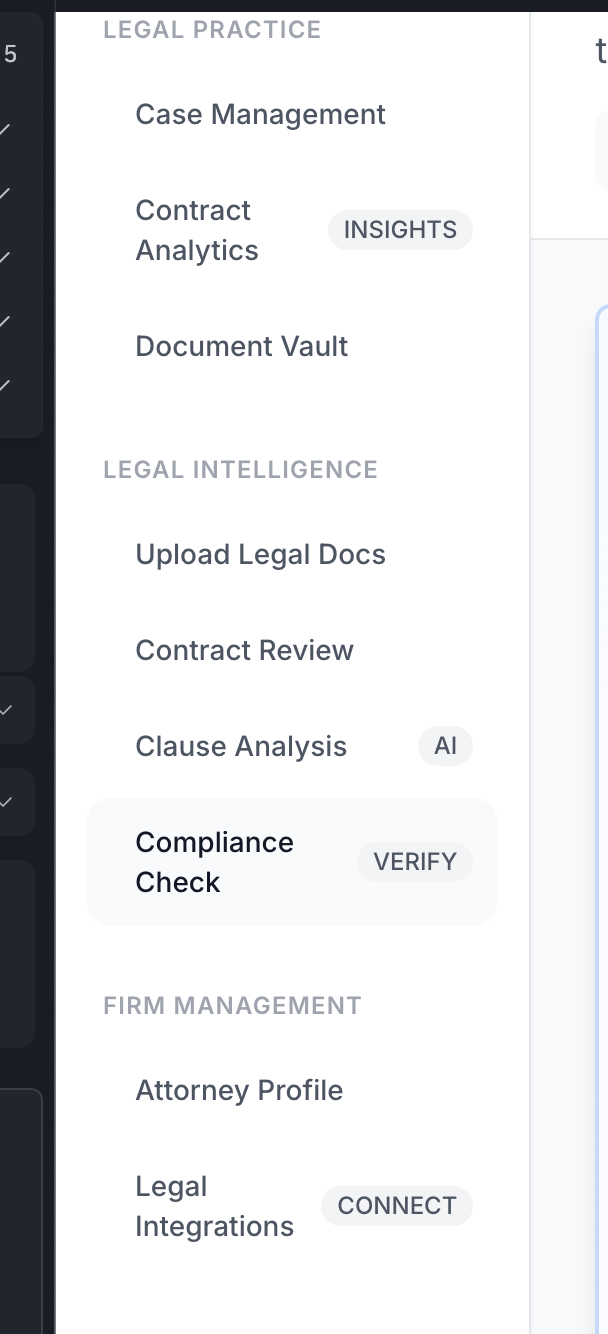 LEGAL PRACTICE
5
t
Case Management
Contract
Analytics
INSIGHTS
Document Vault
LEGAL INTELLIGENCE
Upload Legal Docs
Contract Review
Clause Analysis
AI
Compliance
Check
VERIFY
FIRM MANAGEMENT
Attorney Profile
Legal
Integrations
CONNECT